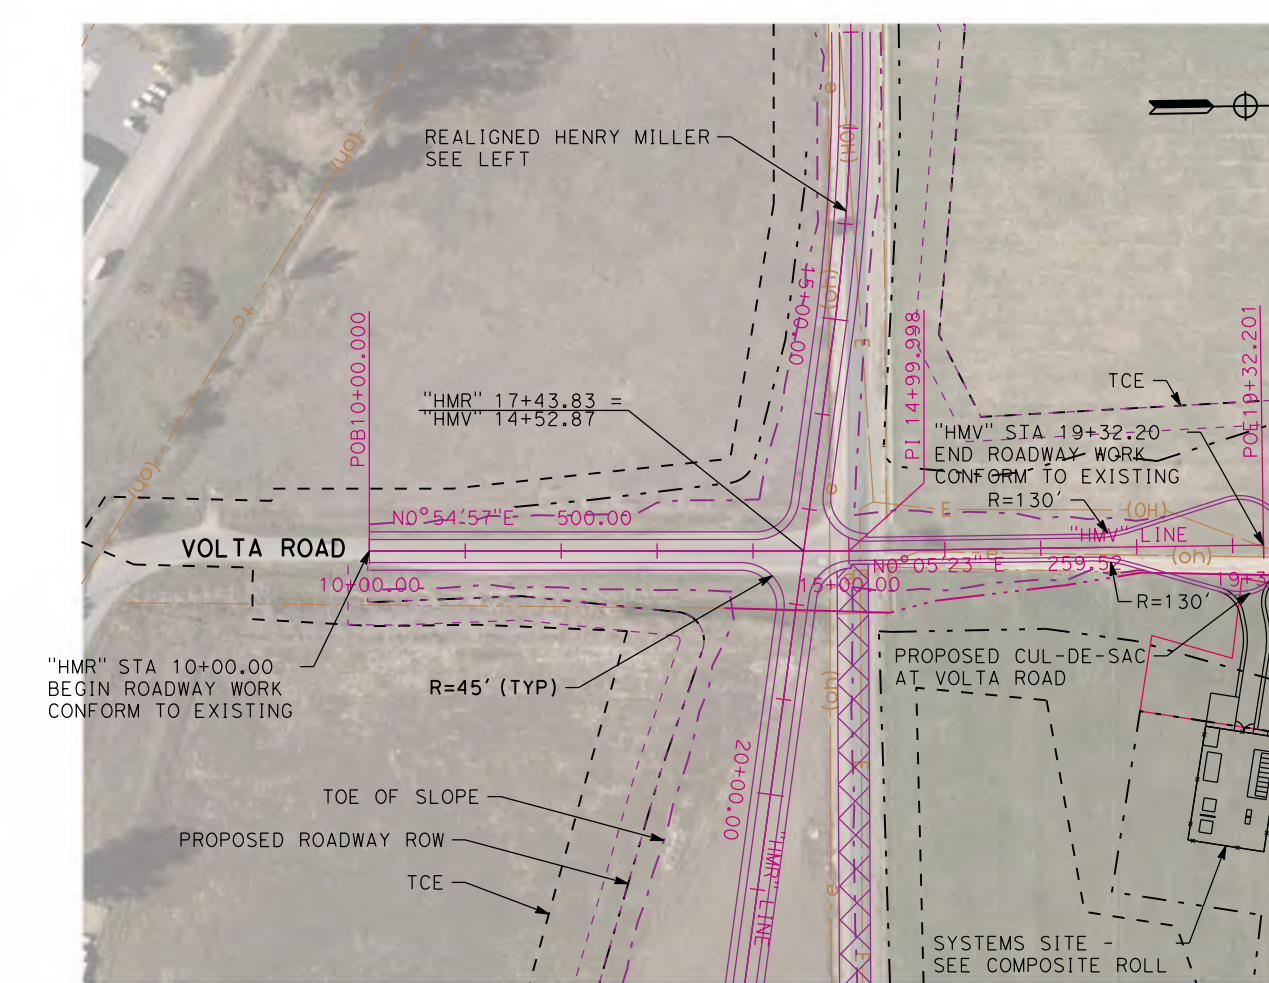 REALIGNED HENRY MILLER
SEE LEFT
(OH)
(oh)
e
(oh)
15+00.00
tc
E
POB10+00.000
PI 14+99.998
POE19+32.201
TCE
"HMR" 17+43.83 =
"HMV" 14+52.87
"HMV" STA 19+32.20
END ROADWAY WORK
CONFORM TO EXISTING
R=130'
(oh)
e
E
(OH)
N0°54'57"E
500.00
"HMV" LINE
VOLTA ROAD
e
(oh)
N0°05'23" E
259.52
10+00.00
15+00.00
19+3
R=130'
"HMR" STA 10+00.00
BEGIN ROADWAY WORK
CONFORM TO EXISTING
R=45' (TYP)
PROPOSED CUL-DE-SAC
AT VOLTA ROAD
(oh)
20+00.00
E
TOE OF SLOPE
PROPOSED ROADWAY ROW
TCE
"HMR" LINE
e
E
SYSTEMS SITE -
SEE COMPOSITE ROLL